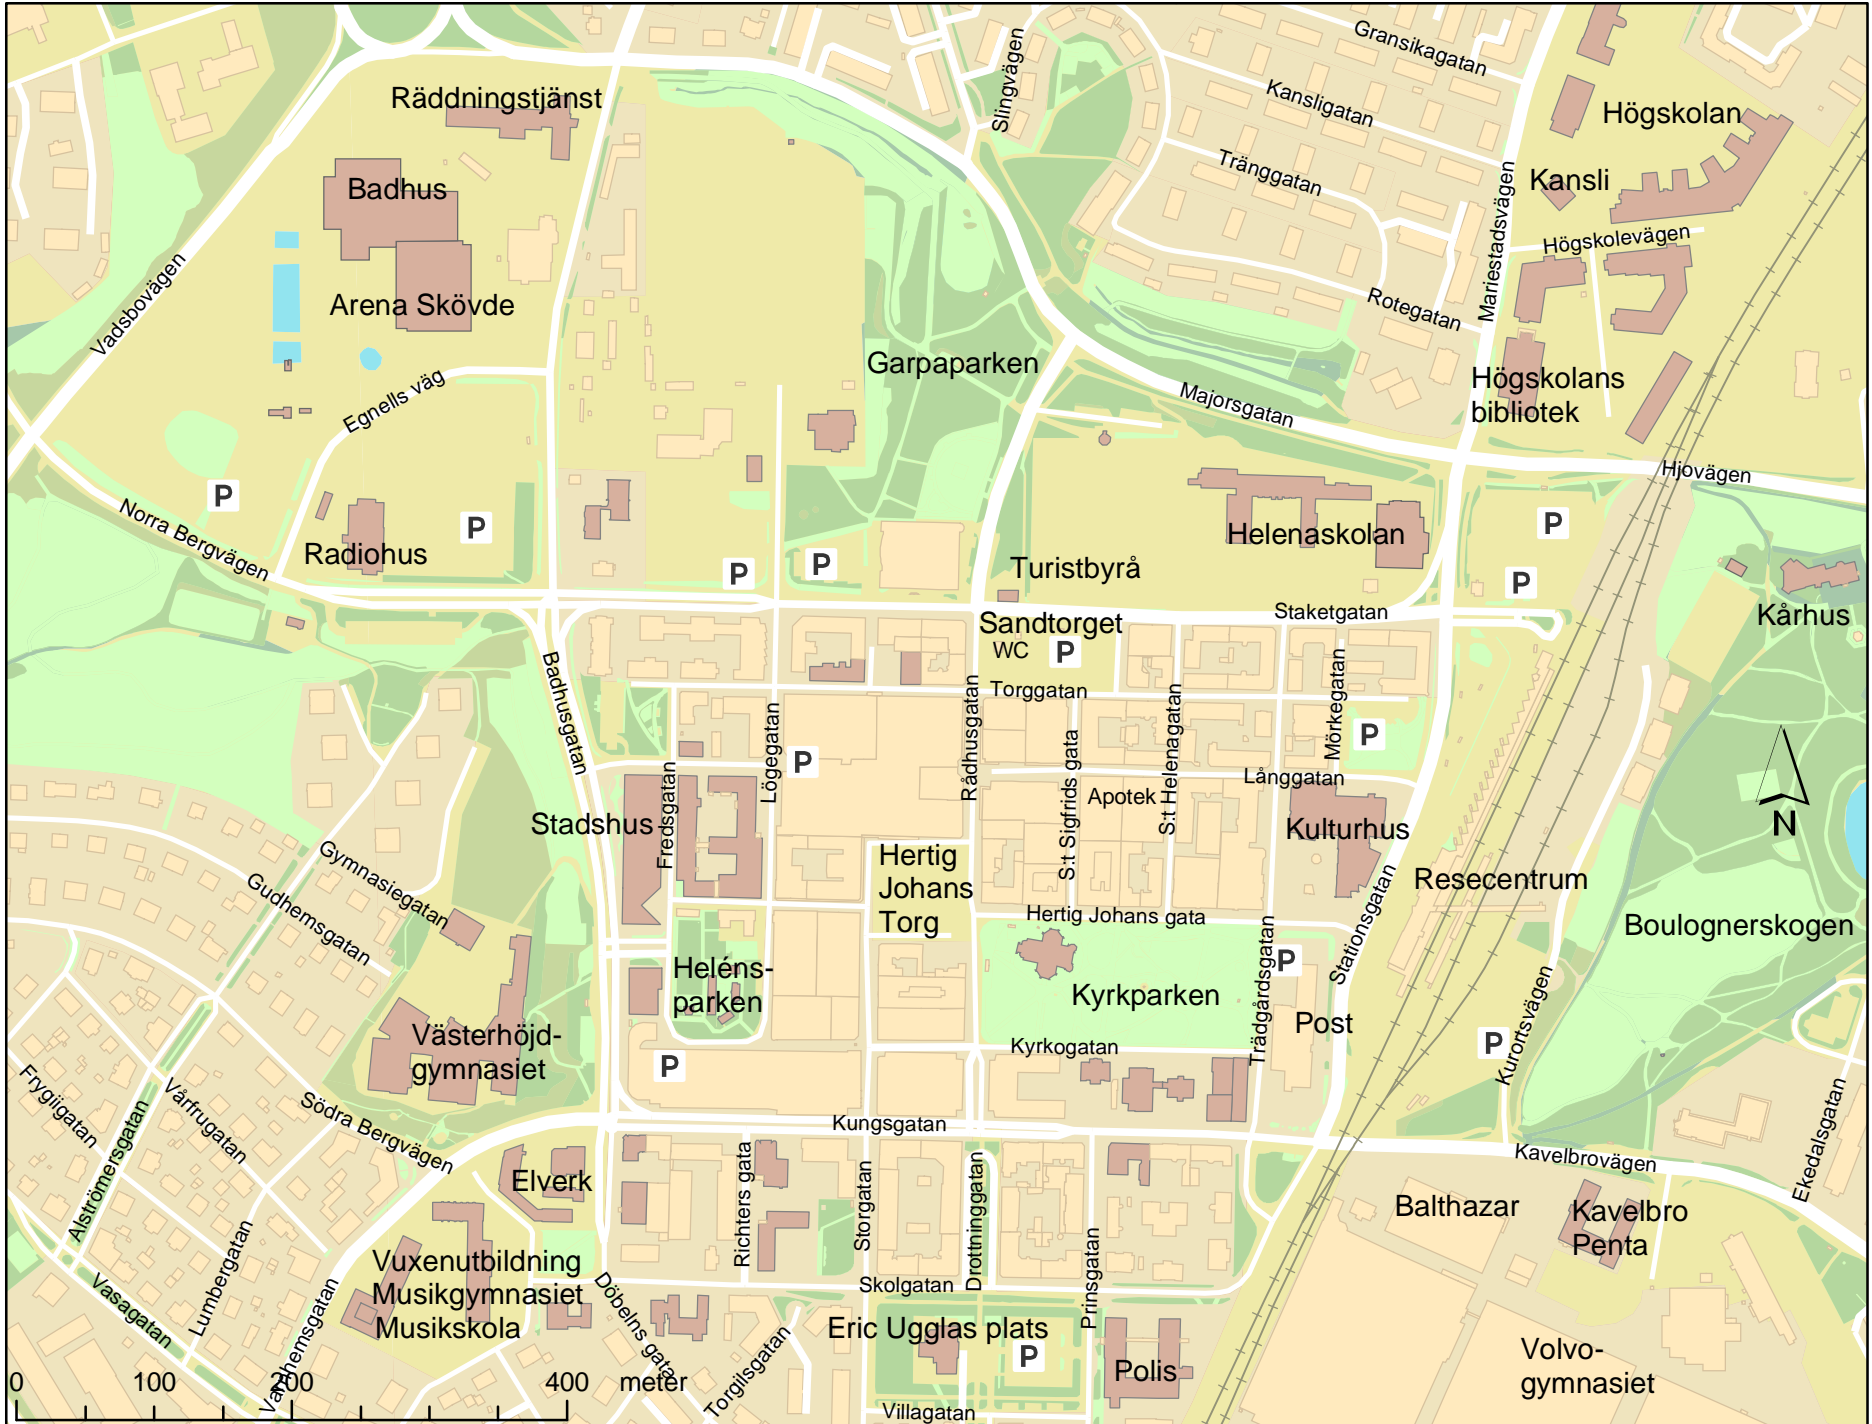 Gransikagatan
Slingvägen
Kansligatan
Räddningstjänst
Högskolan
Tränggatan
Kansli
Badhus
Mariestadsvägen
Högskolevägen
Vadsbovägen
Arena Skövde
Rotegatan
Garpaparken
Högskolans
bibliotek
Egnells väg
Majorsgatan
Hjovägen
P
P
P
Norra Bergvägen
Helenaskolan
Radiohus
P
P
P
Turistbyrå
Staketgatan
Kårhus
Sandtorget
WC
P
Badhusgatan
Torggatan
Rådhusgatan
S:t Helenagatan
Mörkegatan
P
Lögegatan
P
S:t Sigfrids gata
Långgatan
Apotek
N
Stadshus
Fredsgatan
Kulturhus
Hertig
Johans
Torg
Gymnasiegatan
Gudhemsgatan
Resecentrum
Hertig Johans gata
Stationsgatan
Boulognerskogen
Trädgårdsgatan
P
Heléns-
parken
Kyrkparken
Post
Kurortsvägen
P
Västerhöjd-
gymnasiet
Kyrkogatan
P
Frygiigatan
Vårfrugatan
Södra Bergvägen
Alströmersgatan
Kungsgatan
Kavelbrovägen
Ekedalsgatan
Elverk
Richters gata
Storgatan
Drottninggatan
Prinsgatan
Balthazar
Kavelbro
Penta
Lumbergatan
Vasagatan
Vanhemsgatan
Vuxenutbildning
Musikgymnasiet
Musikskola
Döbelns gata
Skolgatan
Eric Ugglas plats
P
Polis
Torgilsgatan
Volvo-
gymnasiet
0 100 200 400 meter
Villagatan